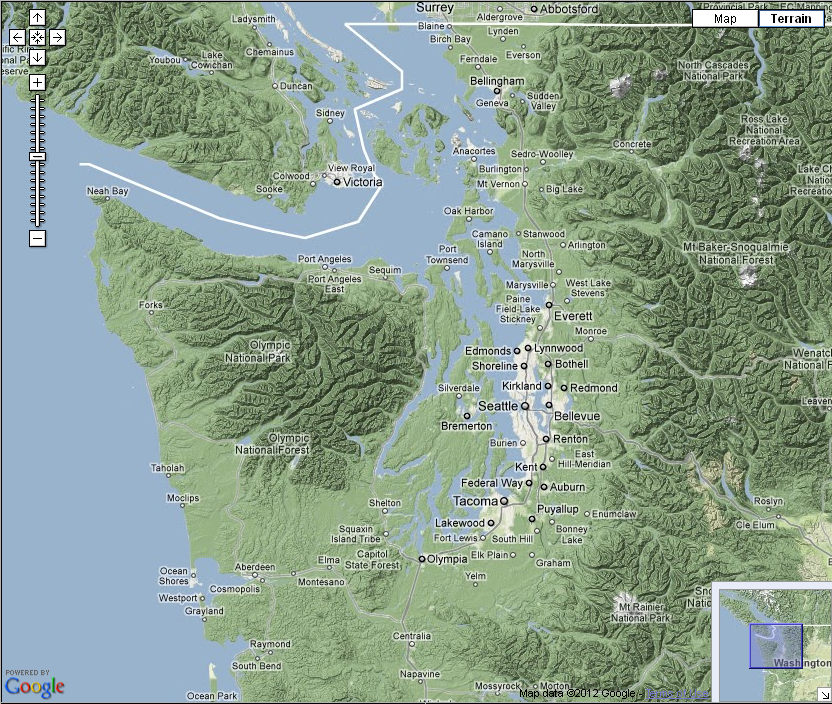 Surrey
Abbotsford
Aldergrove
Provincial Park
EC Manning
Map
Terrain
Ladysmith
Blaine
Lynden
Birch Bay
Everson
Chemainus
Ferndale
Youbou
Lake
Cowichan
North Cascades
National Park
Bellingham
Duncan
Geneva
Sudden
Valley
Sidney
Ross Lake
National
Recreation Area
Concrete
Anacortes
Sedro-Woolley
Burlington
View Royal
Colwood
Victoria
Mt Vernon
Big Lake
Sooke
Neah Bay
Oak Harbor
Camano
Island
Stanwood
Arlington
Port
Townsend
North
Marysville
Mt Baker-Snoqualmie
National Forest
Port Angeles
Sequim
Port Angeles
East
Marysville
West Lake
Stevens
Paine
Field-Lake
Stickney
Forks
Everett
Monroe
Olympic
National Park
Edmonds
Lynnwood
Shoreline
Bothell
Silverdale
Kirkland
Redmond
Seattle
Bellevue
Bremerton
Olympic
National Forest
Burien
Renton
East
Hill-Meridian
Kent
Taholah
Federal Way
Auburn
Moclips
Shelton
Tacoma
Roslyn
Puyallup
Enumclaw
Lakewood
Cle Elum
Squaxin
Island Tribe
Fort Lewis
South Hill
Bonney
Lake
Capitol
State Forest
Elk Plain
Elma
Olympia
Graham
Ocean
Shores
Aberdeen
Montesano
Yelm
Cosmopolis
Westport
Grayland
Mt Rainier
National Park
Centralia
Raymond
South Bend
Washington
Napavine
POWERED BY
Google
Ocean Park
Mossyrock
Morton
Map data ©2012 Google -